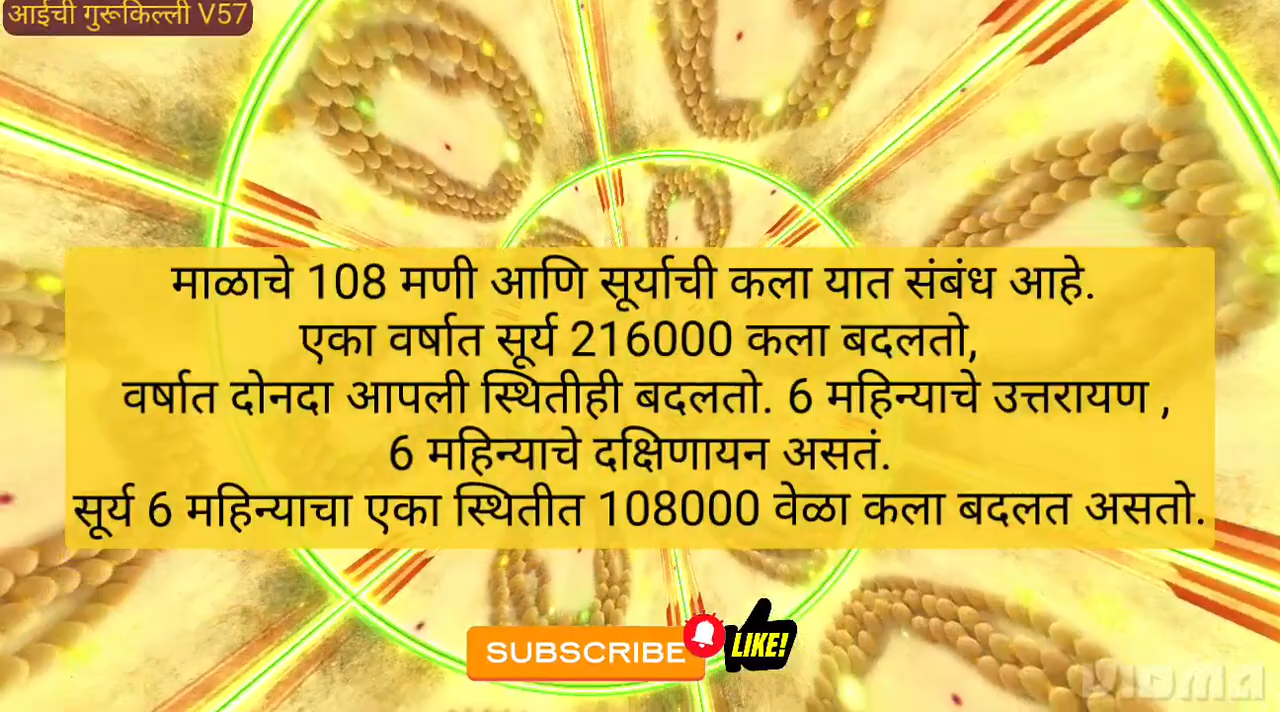 आईची गुरूकिल्ली V57
माळाचे 108 मणी आणि सूर्याची कला यात संबंध आहे.
एका वर्षात सूर्य 216000 कला बदलतो,
वर्षात दोनदा आपली स्थितीही बदलतो. 6 महिन्याचे उत्तरायण ,
6 महिन्याचे दक्षिणायन असतं.
सूर्य 6 महिन्याचा एका स्थितीत 108000 वेळा कला बदलत असतो.
SUBSCRIBE
LIKE!
VIDMA